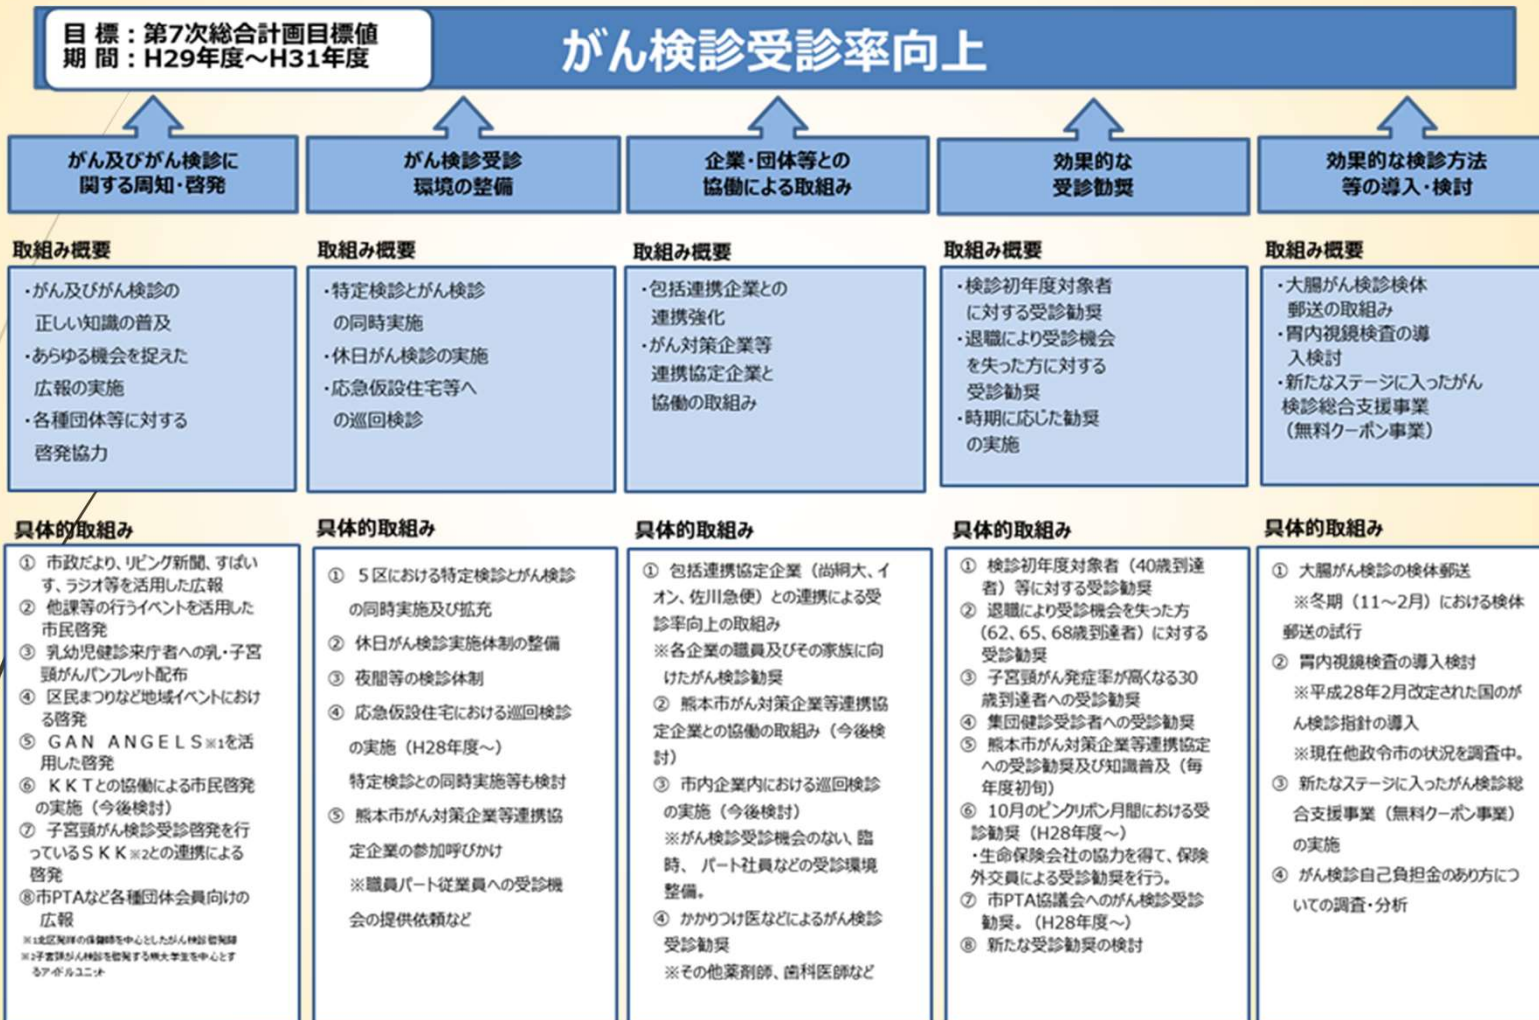 目 標：第7次総合計画目標値
期 間：H29年度～H31年度
がん検診受診率向上
がん及びがん検診に
関する周知・啓発
がん検診受診
環境の整備
企業・団体等との
協働による取組み
効果的な
受診勧奨
効果的な検診方法
等の導入・検討
取組み概要
・がん及びがん検診の
正しい知識の普及
・あらゆる機会を捉えた
広報の実施
・各種団体等に対する
啓発協力
取組み概要
・特定検診とがん検診
の同時実施
・休日がん検診の実施
・応急仮設住宅等へ
の巡回検診
取組み概要
・包括連携企業との
連携強化
・がん対策企業等
連携協定企業と
協働の取組み
取組み概要
・検診初年度対象者
に対する受診勧奨
・退職により受診機会
を失った方に対する
受診勧奨
・時期に応じた勧奨
の実施
取組み概要
・大腸がん検診検体
郵送の取組み
・胃内視鏡検査の導
入検討
・新たなステージに入ったがん
検診総合支援事業
（無料クーポン事業）
具体的取組み
① 市政だより、リビング新聞、すぱい
す、ラジオ等を活用した広報
② 他課等の行うイベントを活用した
市民啓発
③ 乳幼児健診来庁者への乳・子宮
頸がんパンフレット配布
④ 区民まつりなど地域イベントにおけ
る啓発
⑤ GAN ANGELS※1を活
用した啓発
⑥ KKTとの協働による市民啓発
の実施（今後検討）
⑦ 子宮頸がん検診受診啓発を行
っているSKK※2との連携による
啓発
⑧市PTAなど各種団体会員向けの
広報
※1北区発祥の保健師を中心としたがん検診啓発隊
※2子宮頸がん検診を啓発する熊大学生を中心とす
るアイドルユニット
具体的取組み
① 5区における特定検診とがん検診
の同時実施及び拡充
② 休日がん検診実施体制の整備
③ 夜間等の検診体制
④ 応急仮設住宅における巡回検診
の実施（H28年度～）
特定検診との同時実施等も検討
⑤ 熊本市がん対策企業等連携協
定企業の参加呼びかけ
※職員パート従業員への受診機
会の提供依頼など
具体的取組み
① 包括連携協定企業（尚絅大、イ
オン、佐川急便）との連携による受
診率向上の取組み
※各企業の職員及びその家族に向
けたがん検診勧奨
② 熊本市がん対策企業等連携協
定企業との協働の取組み（今後検
討）
③ 市内企業内における巡回検診
の実施（今後検討）
※がん検診受診機会のない、臨
時、 パート社員などの受診環境
整備。
④ かかりつけ医などによるがん検診
受診勧奨
※その他薬剤師、歯科医師など
具体的取組み
① 検診初年度対象者（40歳到達
者）等に対する受診勧奨
② 退職により受診機会を失った方
（62、65、68歳到達者）に対する
受診勧奨
③ 子宮頸がん発症率が高くなる30
歳到達者への受診勧奨
④ 集団健診受診者への受診勧奨
⑤ 熊本市がん対策企業等連携協定
への受診勧奨及び知識普及（毎
年度初旬）
⑥ 10月のピンクリボン月間における受
診勧奨（H28年度～）
・生命保険会社の協力を得て、保険
外交員による受診勧奨を行う。
⑦ 市PTA協議会へのがん検診受診
勧奨。（H28年度～）
⑧ 新たな受診勧奨の検討
具体的取組み
① 大腸がん検診の検体郵送
※冬期（11～2月）における検体
郵送の試行
② 胃内視鏡検査の導入検討
※平成28年2月改定された国のが
ん検診指針の導入
※現在他政令市の状況を調査中。
③ 新たなステージに入ったがん検診総
合支援事業（無料クーポン事業）
の実施
④ がん検診自己負担金のあり方につ
いての調査・分析